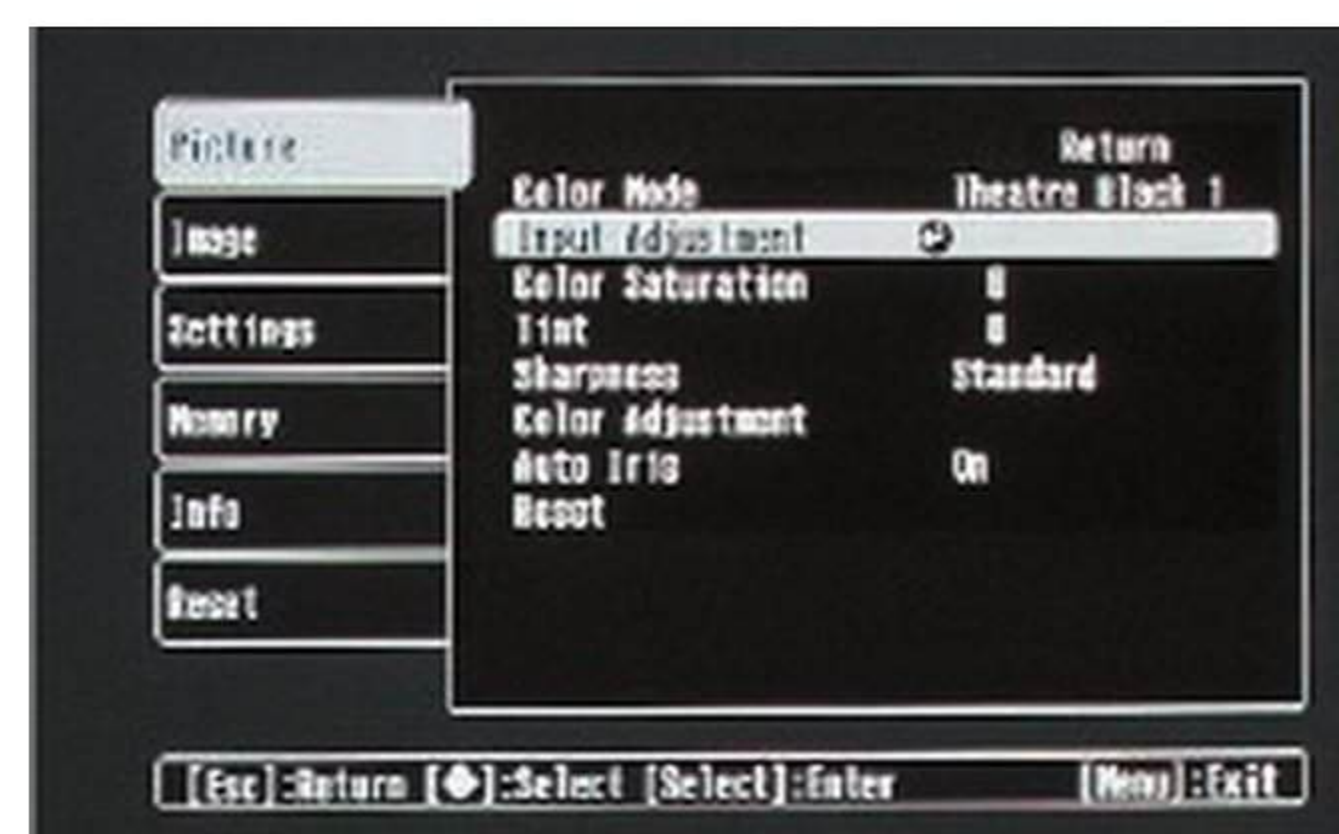 Picture
Image
Settings
Memory
Info
Reset
Return
Color Mode Theatre Black 1
Input Adjustment
Color Saturation 0
Tint 0
Sharpness Standard
Color Adjustment
Auto Iris On
Reset
[Esc]:Return [◆]:Select [Select]:Enter [Menu]:Exit